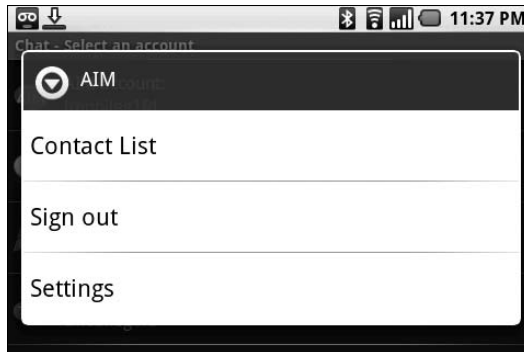 11:37 PM
Chat - Select an account
AIM
Contact List
Sign out
Settings